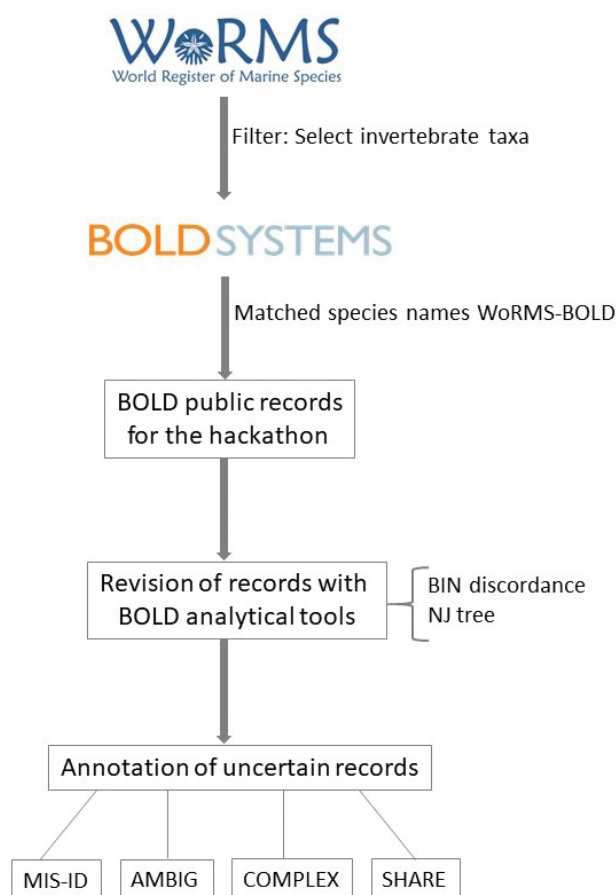 WoRMS
World Register of Marine Species
Filter: Select invertebrate taxa
BOLDSYSTEMS
Matched species names WoRMS-BOLD
BOLD public records
for the hackathon
Revision of records with
BOLD analytical tools
BIN discordance
NJ tree
Annotation of uncertain records
MIS-ID
AMBIG
COMPLEX
SHARE